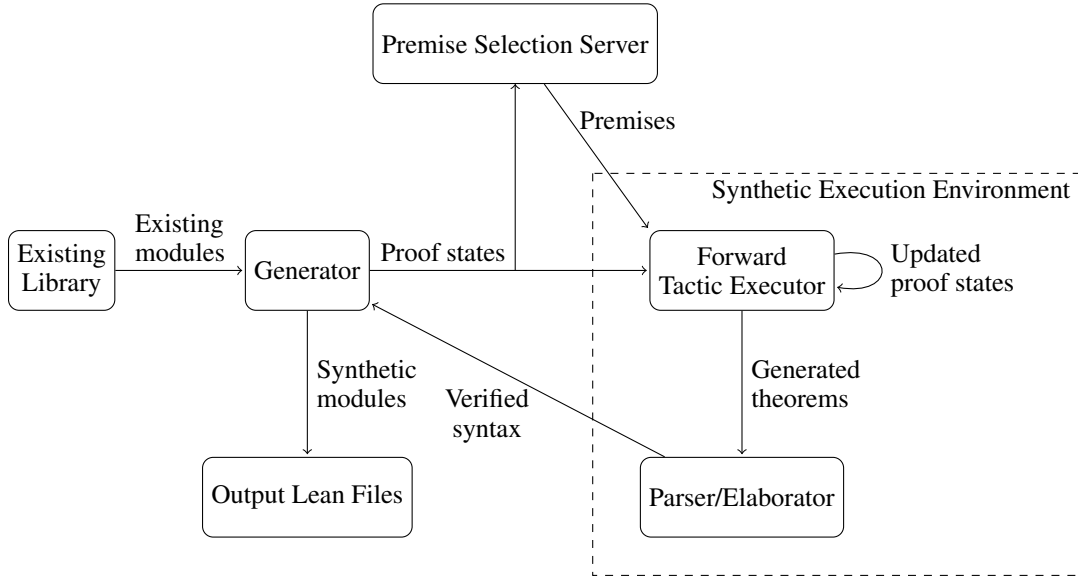 Premise Selection Server
Premises
Synthetic Execution Environment
Existing
Library
Existing
modules
Generator
Proof states
Forward
Tactic Executor
Updated
proof states
Synthetic
modules
Verified
syntax
Generated
theorems
Output Lean Files
Parser/Elaborator